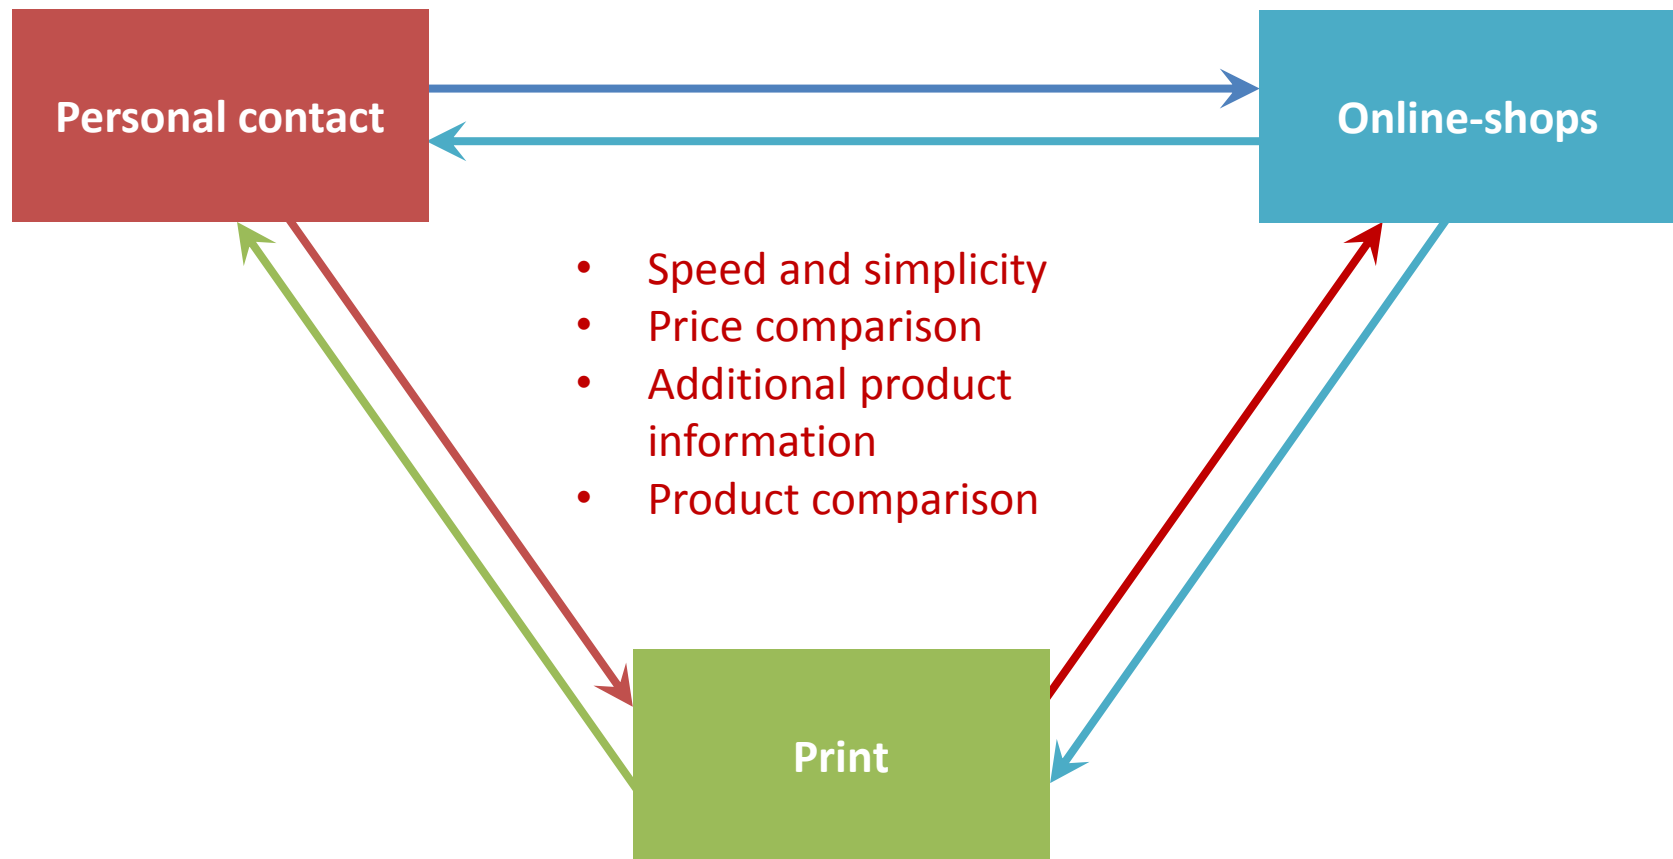 Personal contact
Online-shops
• Speed and simplicity
• Price comparison
• Additional product
information
• Product comparison
Print